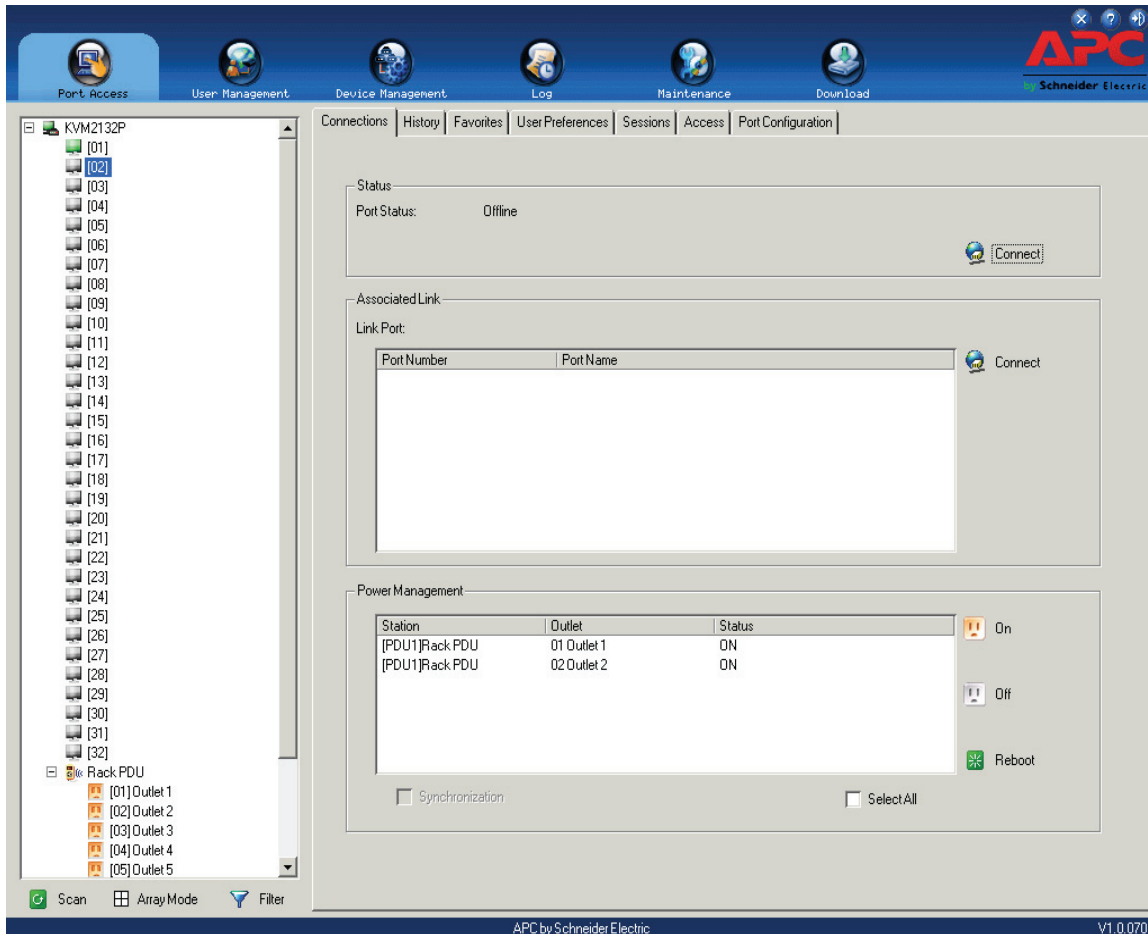 APC
by Schneider Electric
Port Access
User Management
Device Management
Log
Maintenance
Download
KVM2132P
[01]
[02]
[03]
[04]
[05]
[06]
[07]
[08]
[09]
[10]
[11]
[12]
[13]
[14]
[15]
[16]
[17]
[18]
[19]
[20]
[21]
[22]
[23]
[24]
[25]
[26]
[27]
[28]
[29]
[30]
[31]
[32]
Rack PDU
[01] Outlet 1
[02] Outlet 2
[03] Outlet 3
[04] Outlet 4
[05] Outlet 5
Scan Array Mode Filter
Connections History Favorites User Preferences Sessions Access Port Configuration
Status
Port Status: Offline
Connect
Associated Link
Link Port:
Port Number Port Name
Connect
Power Management
Station Outlet Status
[PDU1]Rack PDU 01 Outlet 1 ON
[PDU1]Rack PDU 02 Outlet 2 ON
On
Off
Reboot
Synchronization
Select All
APC by Schneider Electric
V1.0.070